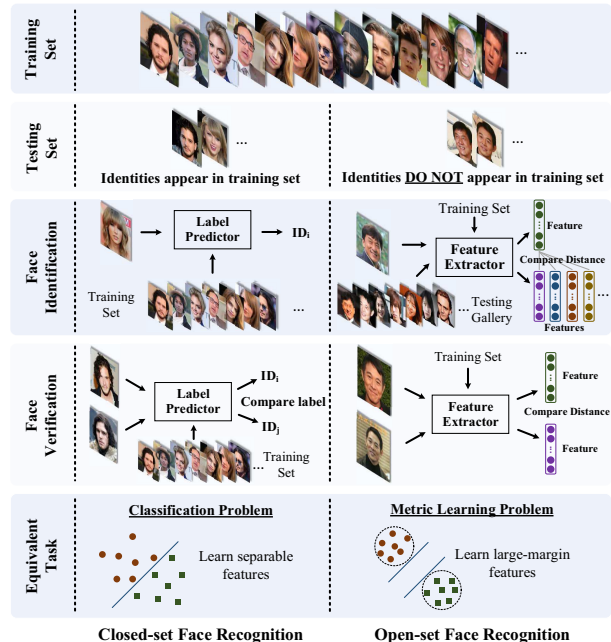 Training
Set
...
Testing
Set
...
Identities appear in training set
...
Identities DO NOT appear in training set
Face
Identification
Label
Predictor
IDi
Training
Set
...
Training Set
Feature
Extractor
Feature
Compare Distance
...
Testing
Gallery
...
Features
Face
Verification
Label
Predictor
IDi
Compare label
IDj
... Training
Set
Training Set
Feature
Extractor
Feature
Compare Distance
Feature
Equivalent
Task
Classification Problem
Learn separable
features
Metric Learning Problem
Learn large-margin
features
Closed-set Face Recognition
Open-set Face Recognition